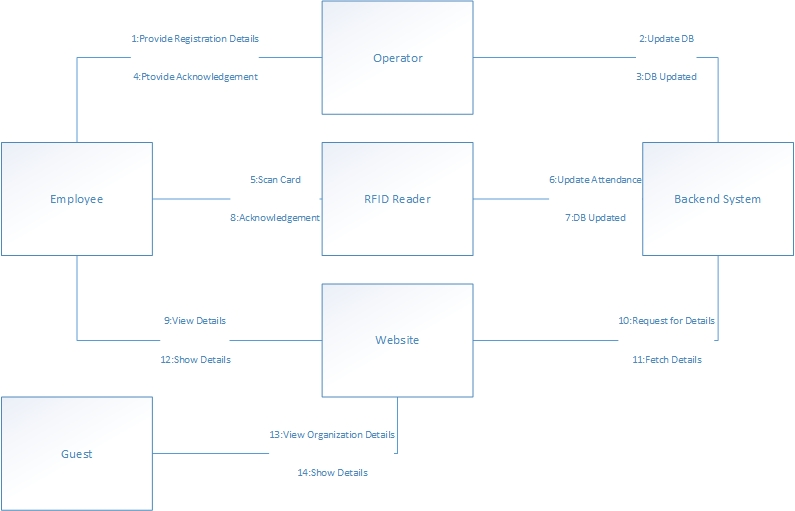 1:Provide Registration Details
2:Update DB
Operator
4:Ptovide Acknowledgement
3:DB Updated
5:Scan Card
6:Update Attendance
Employee
RFID Reader
Backend System
8:Acknowledgement
7:DB Updated
9:View Details
10:Request for Details
Website
12:Show Details
11:Fetch Details
13:View Organization Details
Guest
14:Show Details